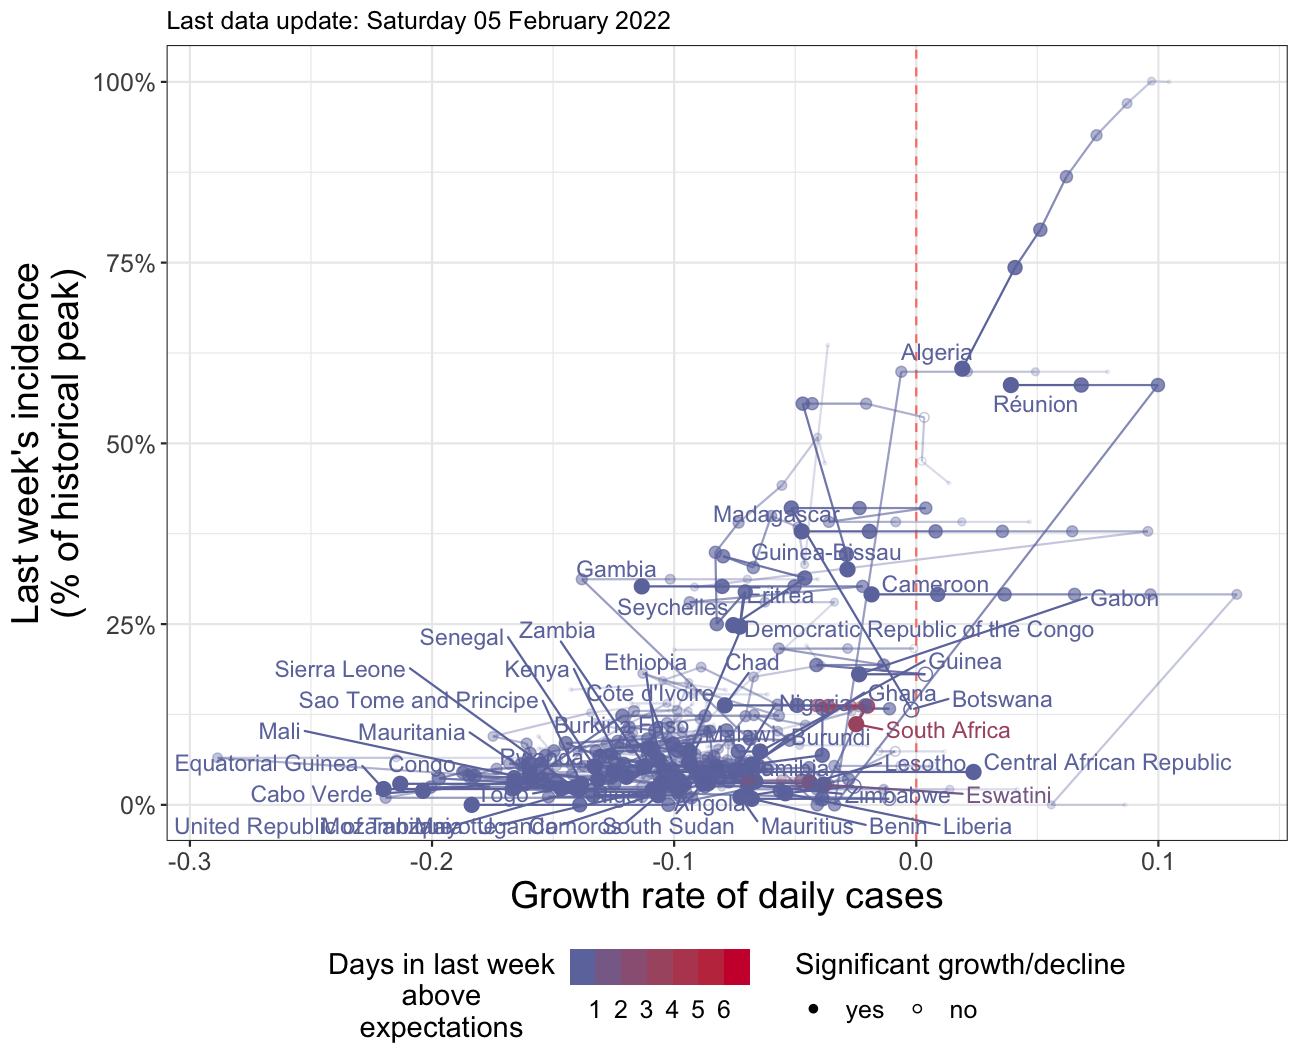 Last data update: Saturday 05 February 2022
Last week's incidence
(% of historical peak)
100%
75%
50%
25%
0%
Algeria
Réunion
Madagascar
Guinea-Bissau
Gambia
Cameroon
Eritrea
Gabon
Seychelles
Democratic Republic of the Congo
Senegal
Zambia
Sierra Leone
Kenya
Ethiopia
Chad
Guinea
Sao Tome and Principe
Côte d'Ivoire
Nigeria
Ghana
Botswana
Mali
Mauritania
Burkina Faso
Malawi
Burundi
South Africa
Equatorial Guinea
Congo
Rwanda
Namibia
Lesotho
Central African Republic
Cabo Verde
Togo
Niger
Angola
Zimbabwe
Eswatini
United Republic of Tanzania
Mozambique
Mayotte
Uganda
Comoros
South Sudan
Mauritius
Benin
Liberia
-0.3
-0.2
-0.1
0.0
0.1
Growth rate of daily cases
Days in last week
above
expectations
1 2 3 4 5 6
Significant growth/decline
yes
no